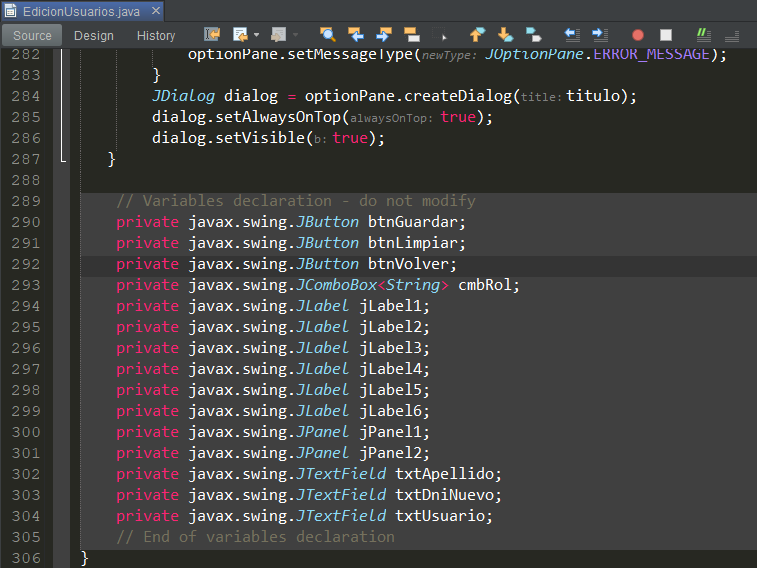 EdicionUsuarios.java
Source Design History
282 optionPane.setMessageType(newType: JOptionPane.ERROR_MESSAGE);
283 }
284 JDialog dialog = optionPane.createDialog(title: titulo);
285 dialog.setAlwaysOnTop(alwaysOnTop: true);
286 dialog.setVisible(b: true);
287 }
288
289 // Variables declaration - do not modify
290 private javax.swing.JButton btnGuardar;
291 private javax.swing.JButton btnLimpiar;
292 private javax.swing.JButton btnVolver;
293 private javax.swing.JComboBox<String> cmbRol;
294 private javax.swing.JLabel jLabel1;
295 private javax.swing.JLabel jLabel2;
296 private javax.swing.JLabel jLabel3;
297 private javax.swing.JLabel jLabel4;
298 private javax.swing.JLabel jLabel5;
299 private javax.swing.JLabel jLabel6;
300 private javax.swing.JPanel jPanel1;
301 private javax.swing.JPanel jPanel2;
302 private javax.swing.JTextField txtApellido;
303 private javax.swing.JTextField txtDniNuevo;
304 private javax.swing.JTextField txtUsuario;
305 // End of variables declaration
306 }